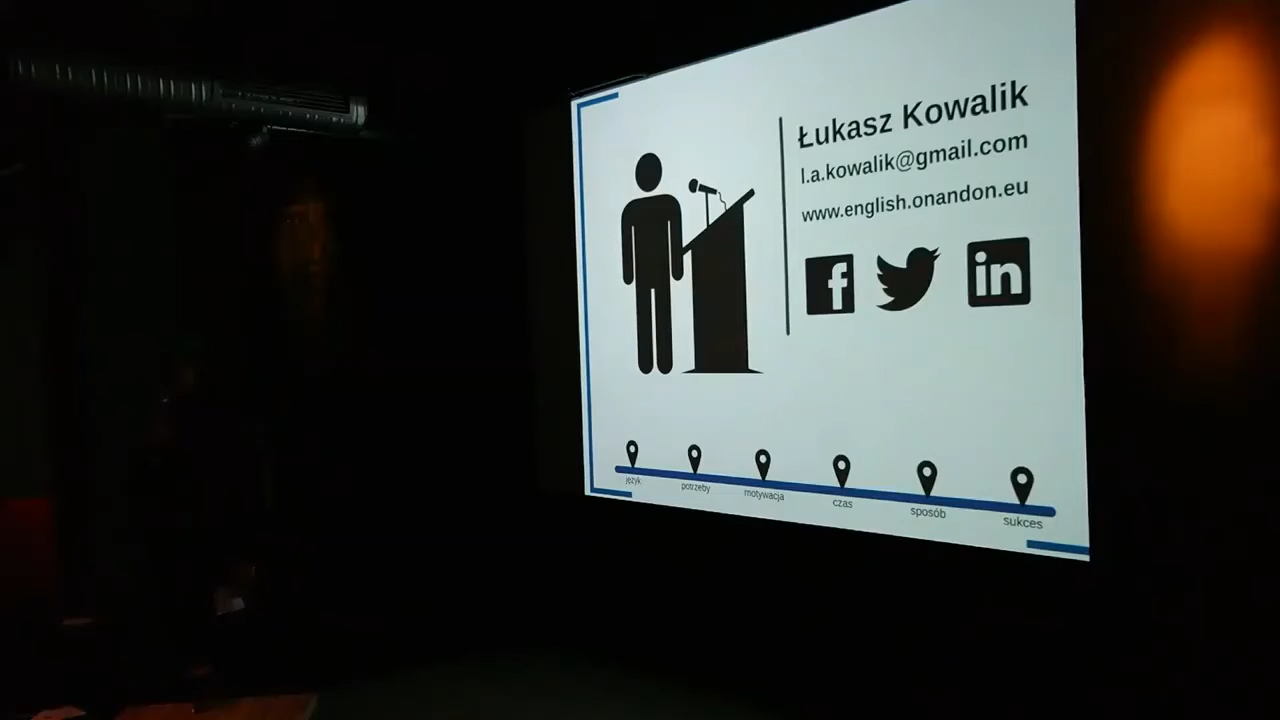 Łukasz Kowalik
l.a.kowalik@gmail.com
www.english.onandon.eu
f in
język potrzeby motywacja czas sposób sukces